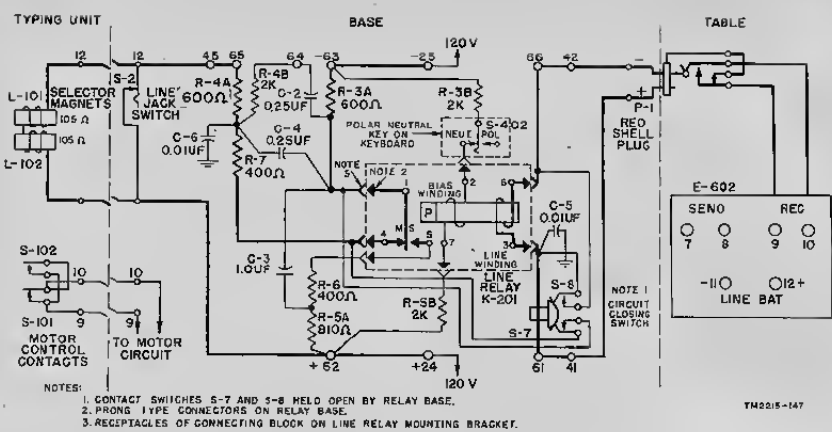 TYPING UNIT
BASE
TABLE
12
12
45
65
64
-63
-25
120 V
66
42
-
+
P-1
RED
SHELL
PLUG
S-2
LINE
JACK
SWITCH
L-101
SELECTOR
MAGNETS
105 Ω
105 Ω
L-102
R-4A
600Ω
R-4B
2K
C-2
0.25UF
R-3A
600Ω
R-3B
2K
C-6
0.01UF
C-4
0.25UF
R-7
400Ω
POLAR NEUTRAL
KEY ON
KEYBOARD
S-402
NEUT
POL
NOTE
NOTE 2
BIAS
WINDING
2
6
P
4
M
S
5
7
3
LINE
WINDING
LINE
RELAY
K-201
C-5
0.01UF
C-3
1.0UF
R-6
400Ω
R-5A
810Ω
R-5B
2K
S-8
S-7
NOTE 1
CIRCUIT
CLOSING
SWITCH
E-602
SEND
REC
7
8
9
10
-11
12+
LINE BAT
S-102
10
10
S-101
9
9
MOTOR
CONTROL
CONTACTS
TO MOTOR
CIRCUIT
+62
+24
120 V
61
41
NOTES:
1. CONTACT SWITCHES S-7 AND S-8 HELD OPEN BY RELAY BASE.
2. PRONG TYPE CONNECTORS ON RELAY BASE.
3. RECEPTACLES OF CONNECTING BLOCK ON LINE RELAY MOUNTING BRACKET.
TM2215-147